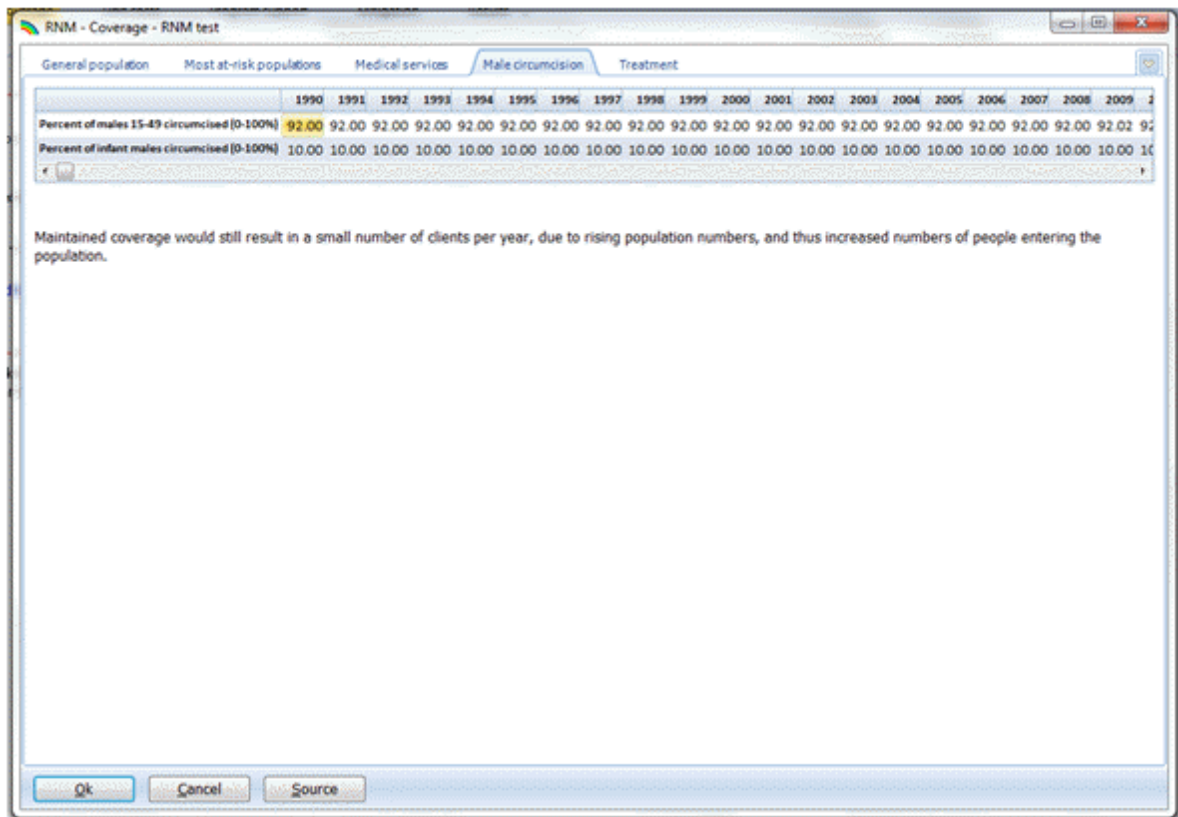 RNM - Coverage - RNM test
General population Most at-risk populations Medical services Male circumcision Treatment
1990 1991 1992 1993 1994 1995 1996 1997 1998 1999 2000 2001 2002 2003 2004 2005 2006 2007 2008 2009 2
Percent of males 15-49 circumcised (0-100%) 92.00 92.00 92.00 92.00 92.00 92.00 92.00 92.00 92.00 92.00 92.00 92.00 92.00 92.00 92.00 92.00 92.00 92.00 92.00 92.02 92
Percent of infant males circumcised (0-100%) 10.00 10.00 10.00 10.00 10.00 10.00 10.00 10.00 10.00 10.00 10.00 10.00 10.00 10.00 10.00 10.00 10.00 10.00 10.00 10.00 10
Maintained coverage would still result in a small number of clients per year, due to rising population numbers, and thus increased numbers of people entering the
population.
Ok Cancel Source